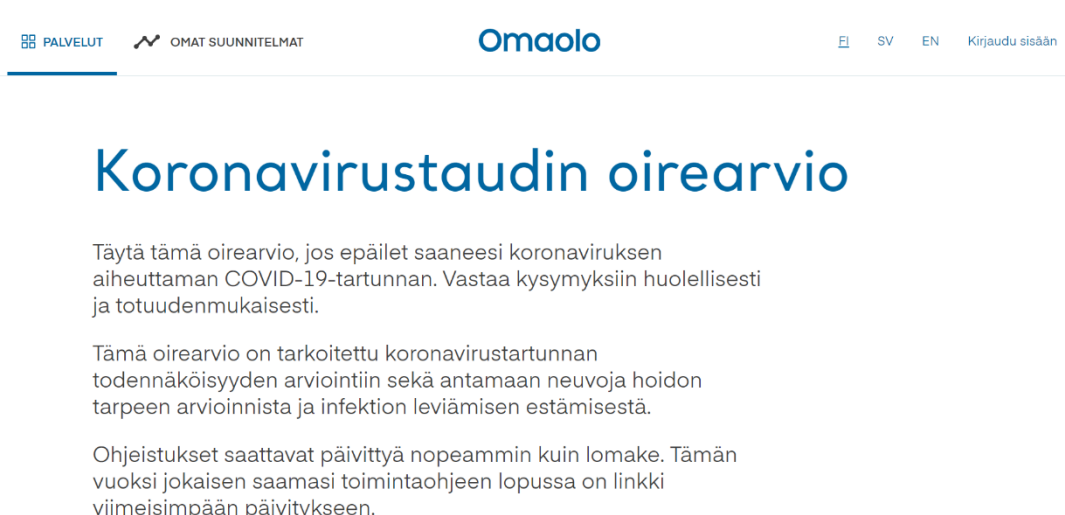 PALVELUT
OMAT SUUNNITELMAT
Omaolo
FI SV EN Kirjaudu sisään
Koronavirustaudin oirearvio
Täytä tämä oirearvio, jos epäilet saaneesi koronaviruksen
aiheuttaman COVID-19-tartunnan. Vastaa kysymyksiin huolellisesti
ja totuudenmukaisesti.
Tämä oirearvio on tarkoitettu koronavirustartunnan
todennäköisyyden arviointiin sekä antamaan neuvoja hoidon
tarpeen arvioinnista ja infektion leviämisen estämisestä.
Ohjeistukset saattavat päivittyä nopeammin kuin lomake. Tämän
vuoksi jokaisen saamasi toimintaohjeen lopussa on linkki
viimeisimpään päivitykseen.